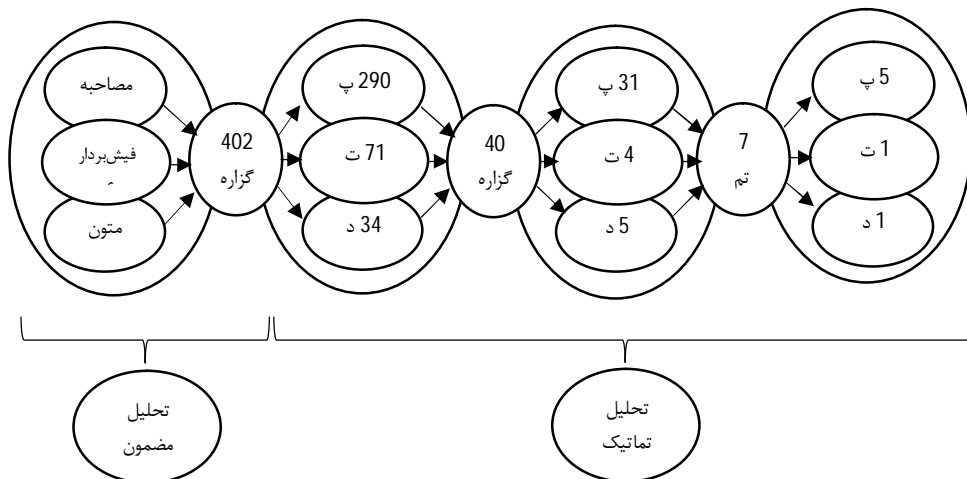 مصاحبه
فیش‌بردار
متون
402
گزاره
290 پ
71 ت
34 د
40
گزاره
31 پ
4 ت
5 د
7
تم
5 پ
1 ت
1 د
تحلیل
مضمون
تحلیل
تماتیک